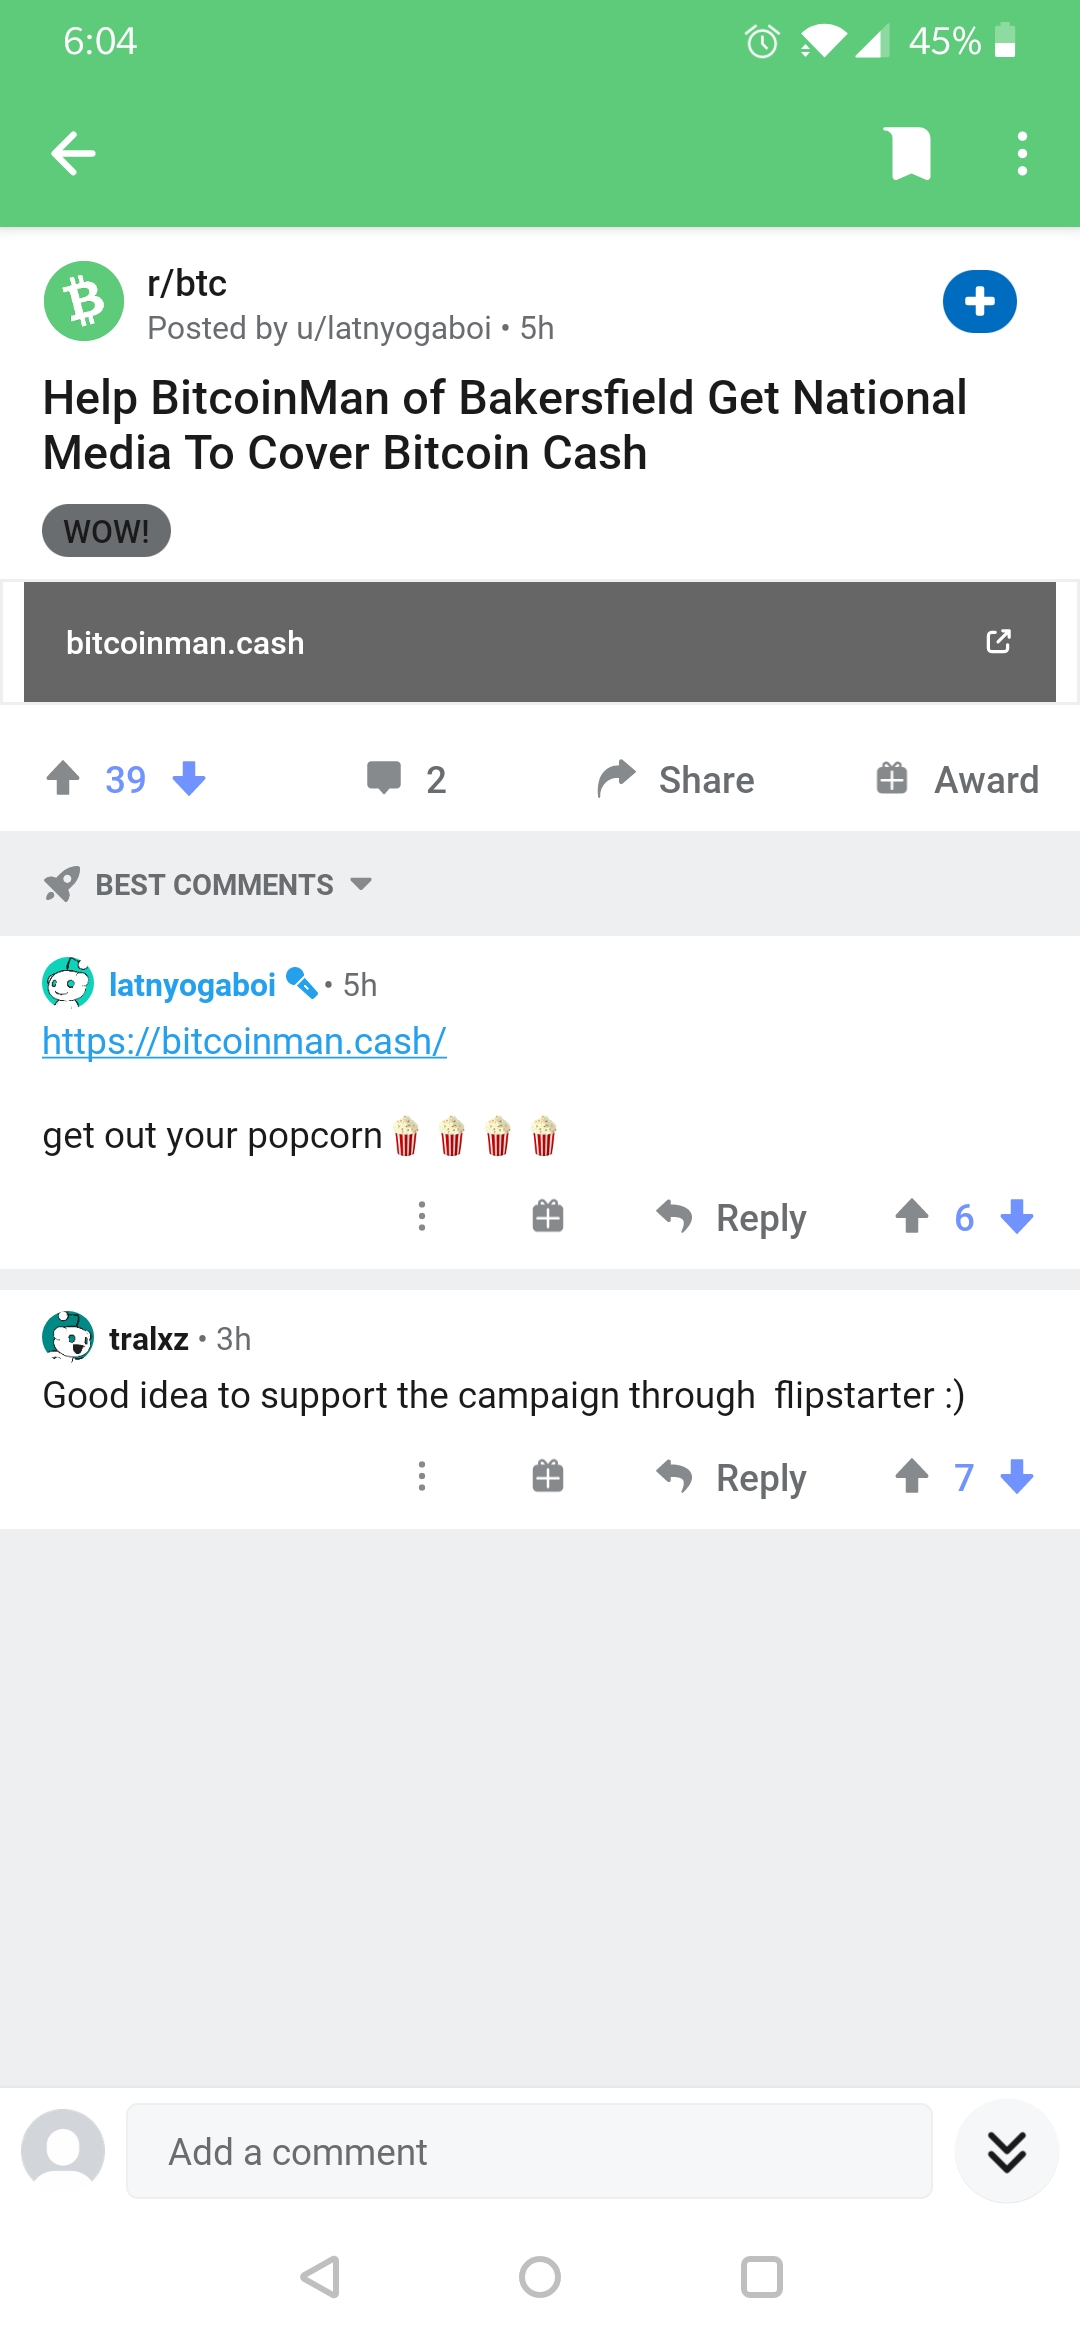 6:04
45%
r/btc
Posted by u/latnyogaboi • 5h
Help BitcoinMan of Bakersfield Get National
Media To Cover Bitcoin Cash
WOW!
bitcoinman.cash
39
2
Share
Award
BEST COMMENTS
latnyogaboi • 5h
https://bitcoinman.cash/
get out your popcorn🍿 🍿 🍿 🍿
Reply
6
tralxz • 3h
Good idea to support the campaign through flipstarter :)
Reply
7
Add a comment